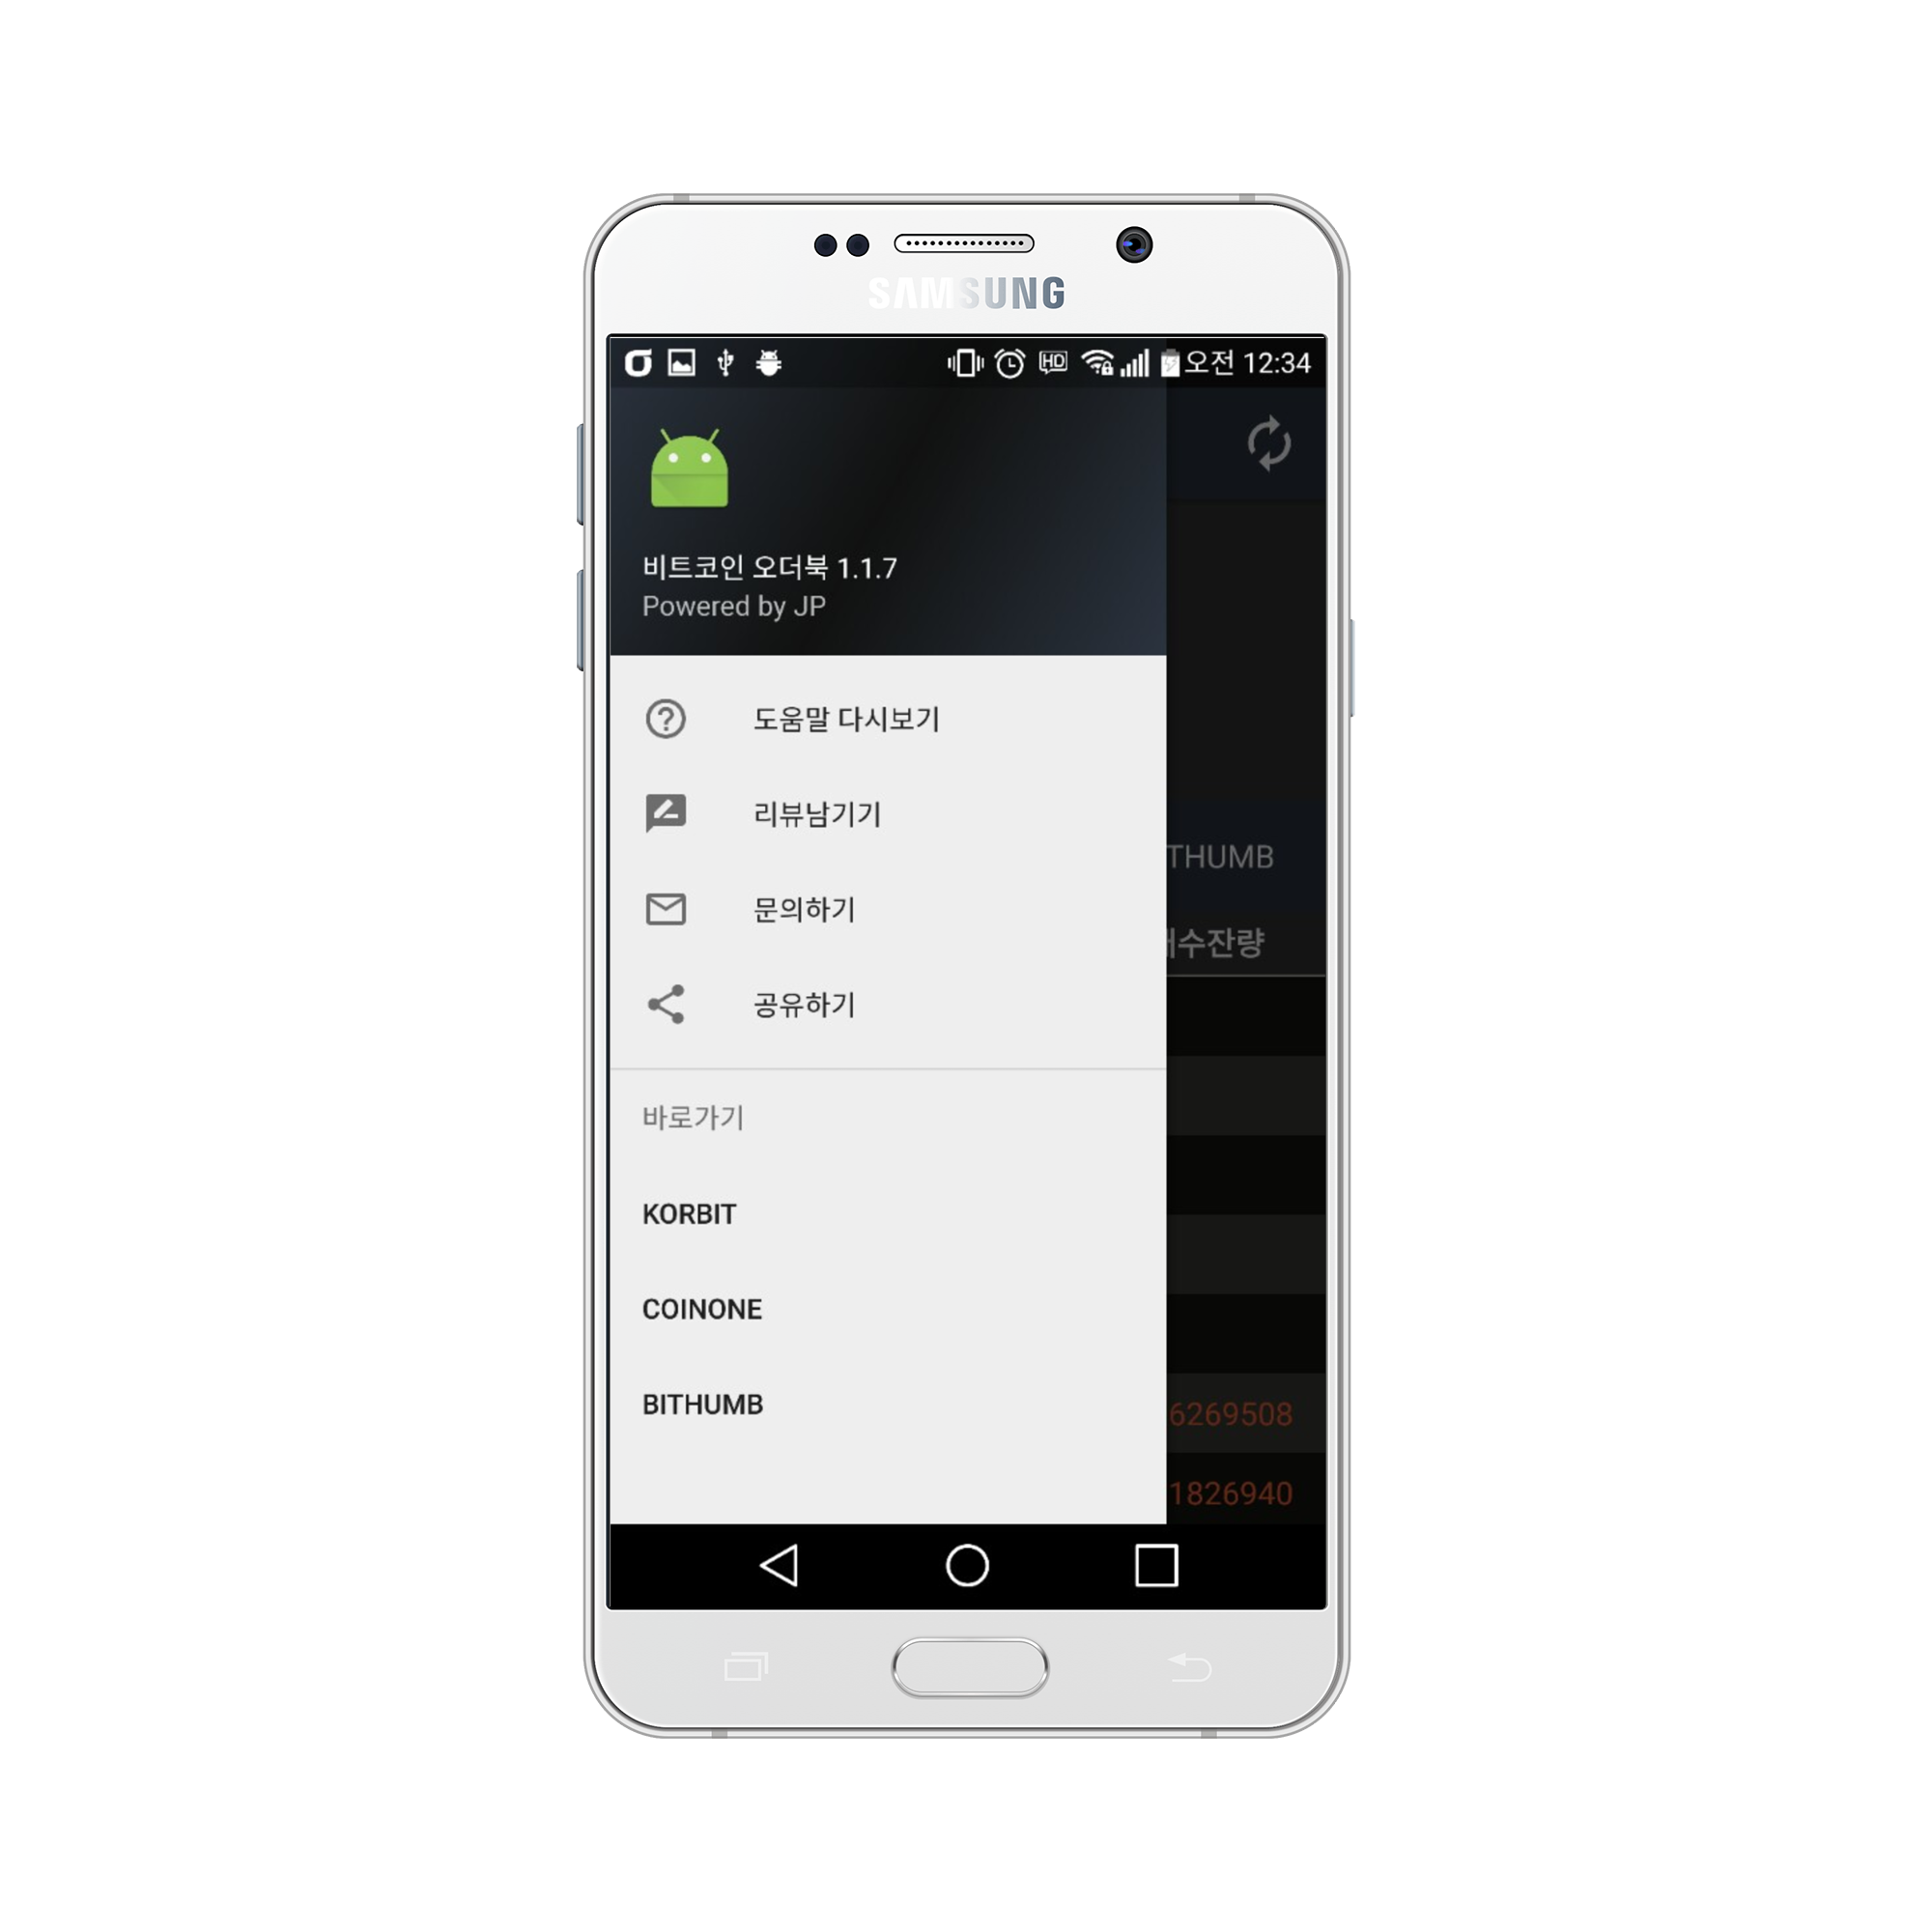 SAMSUNG
HD 오전 12:34
비트코인 오더북 1.1.7
Powered by JP
도움말 다시보기
리뷰남기기
THUMB
문의하기
수잔량
공유하기
바로가기
KORBIT
COINONE
BITHUMB
6269508
1826940